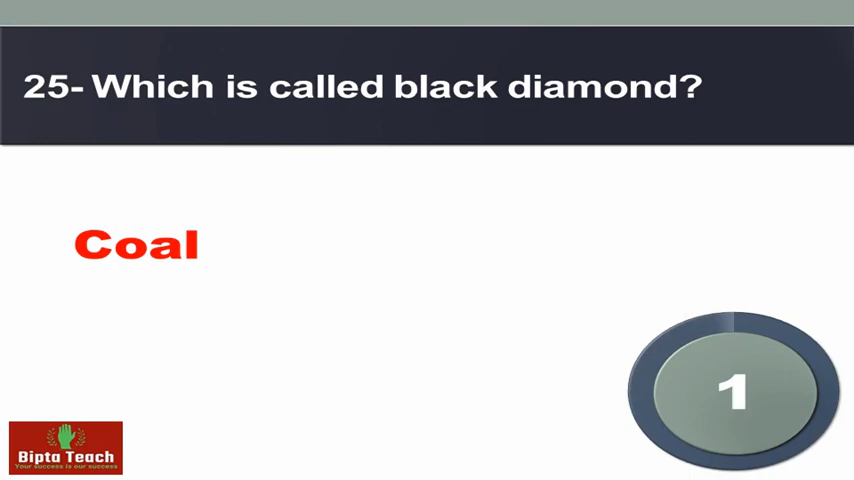 25- Which is called black diamond?
Coal
1
Bipta Teach
Your success is our success